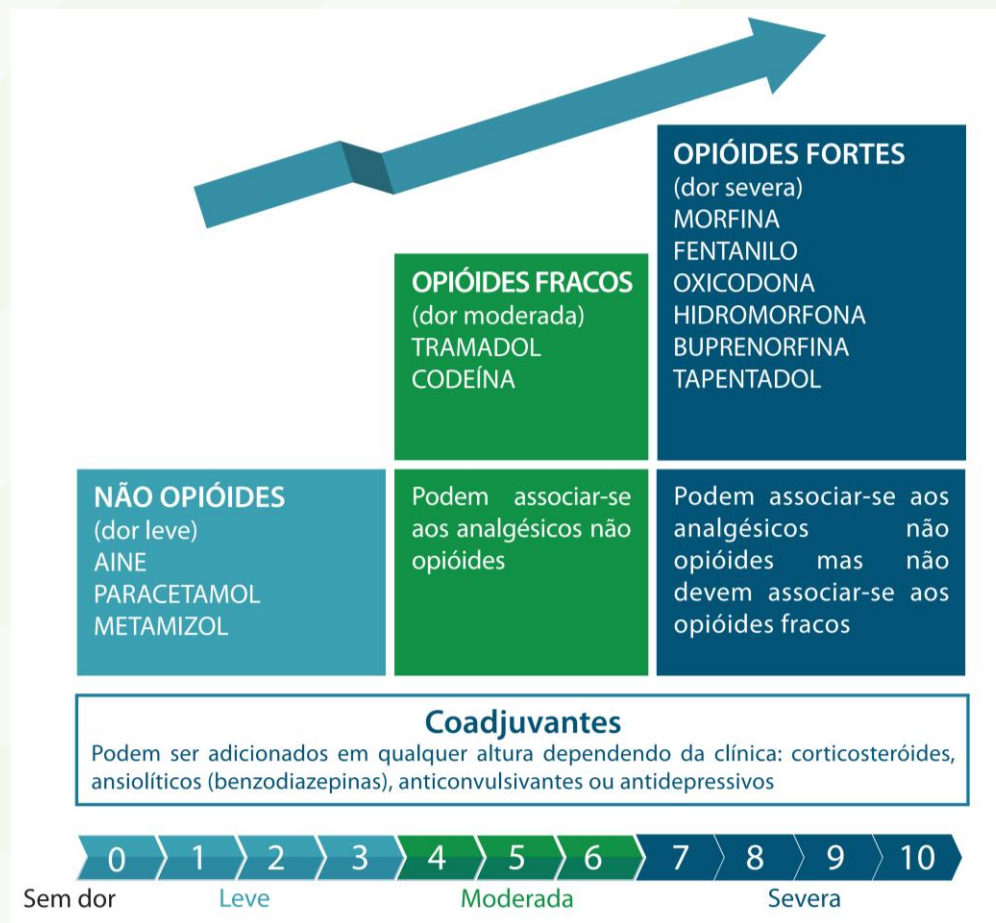 OPIÓIDES FORTES
(dor severa)
MORFINA
FENTANILO
OXICODONA
HIDROMORFONA
BUPRENORFINA
TAPENTADOL
OPIÓIDES FRACOS
(dor moderada)
TRAMADOL
CODEÍNA
NÃO OPIÓIDES
(dor leve)
AINE
PARACETAMOL
METAMIZOL
Podem associar-se
aos analgésicos não
opióides
Podem associar-se aos
analgésicos não
opióides mas não
devem associar-se aos
opióides fracos
Coadjuvantes
Podem ser adicionados em qualquer altura dependendo da clínica: corticosteróides,
ansiolíticos (benzodiazepinas), anticonvulsivantes ou antidepressivos
0 1 2 3 4 5 6 7 8 9 10
Sem dor Leve Moderada Severa